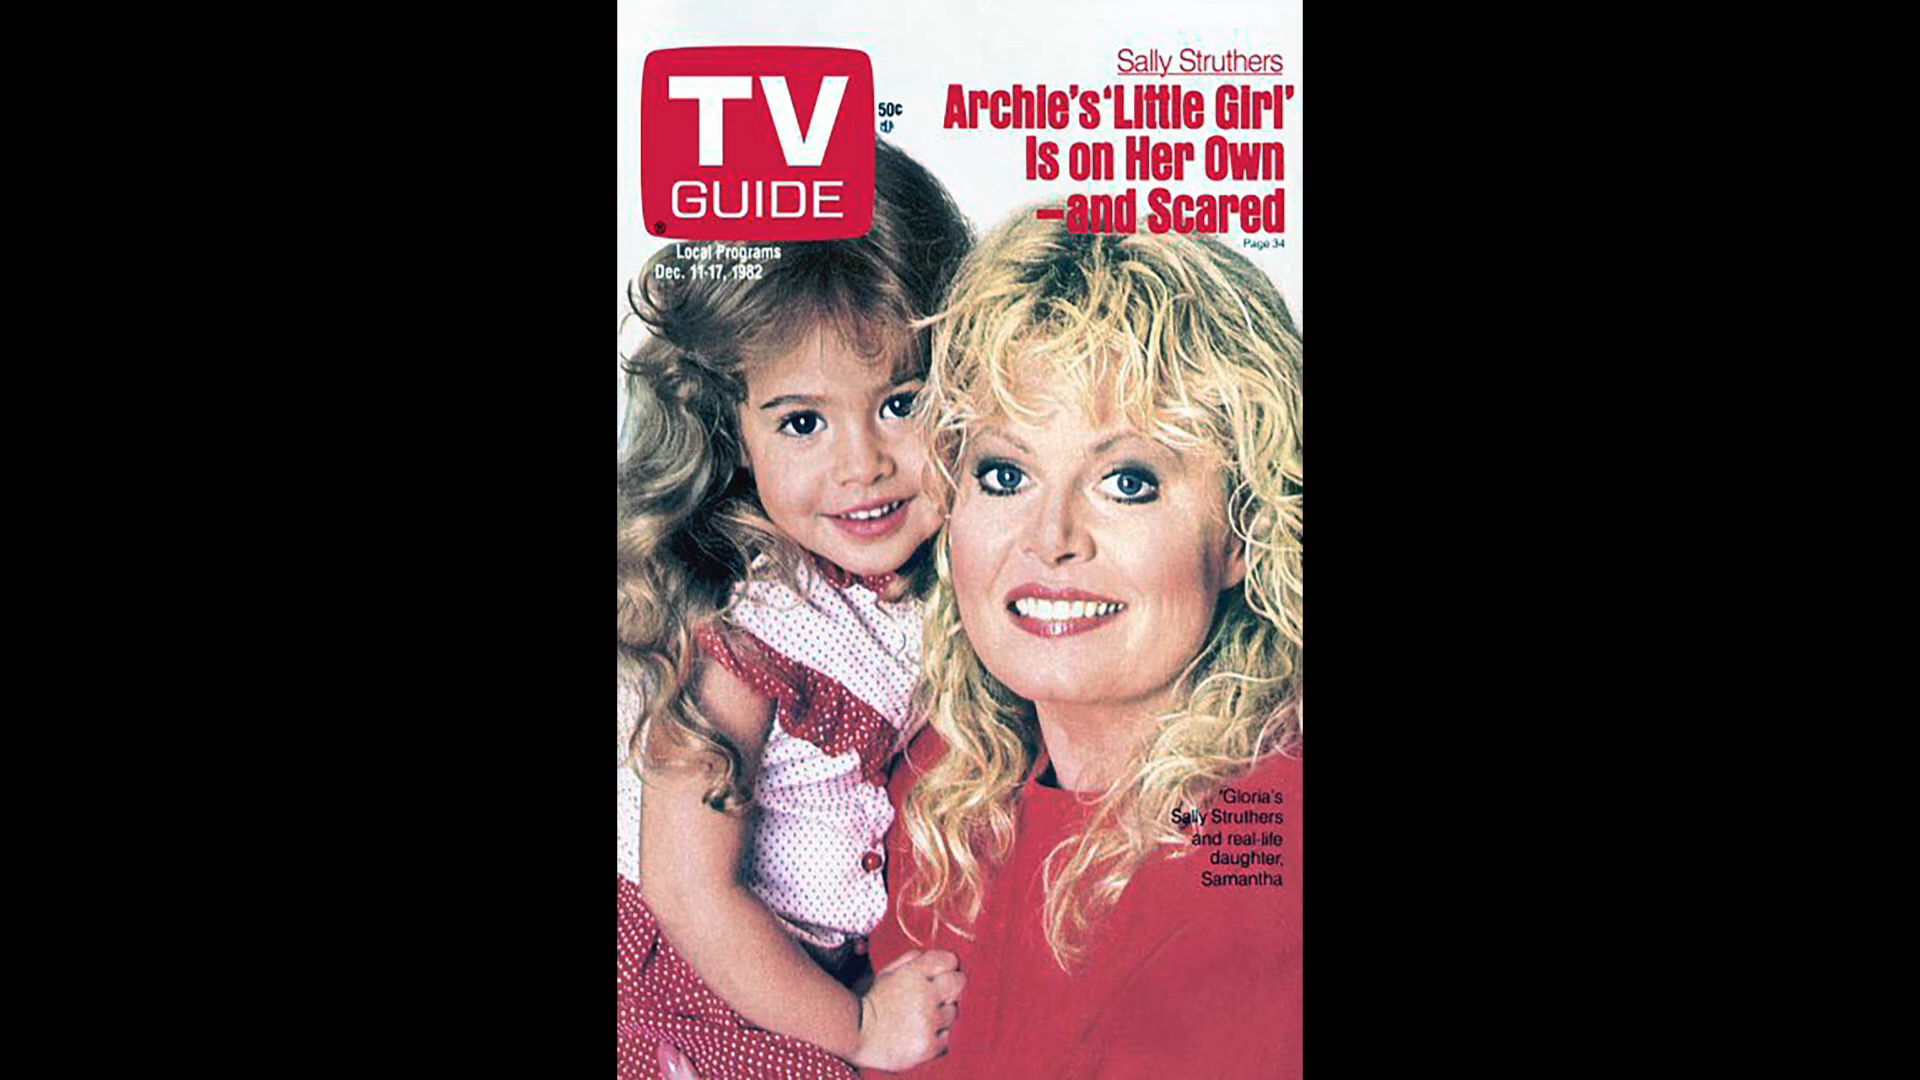 TV
GUIDE
®
50¢
Local Programs
Dec. 11-17, 1982
Sally Struthers
Archie's 'Little Girl'
Is on Her Own
—and Scared
Page 34
'Gloria's
Sally Struthers
and real-life
daughter,
Samantha